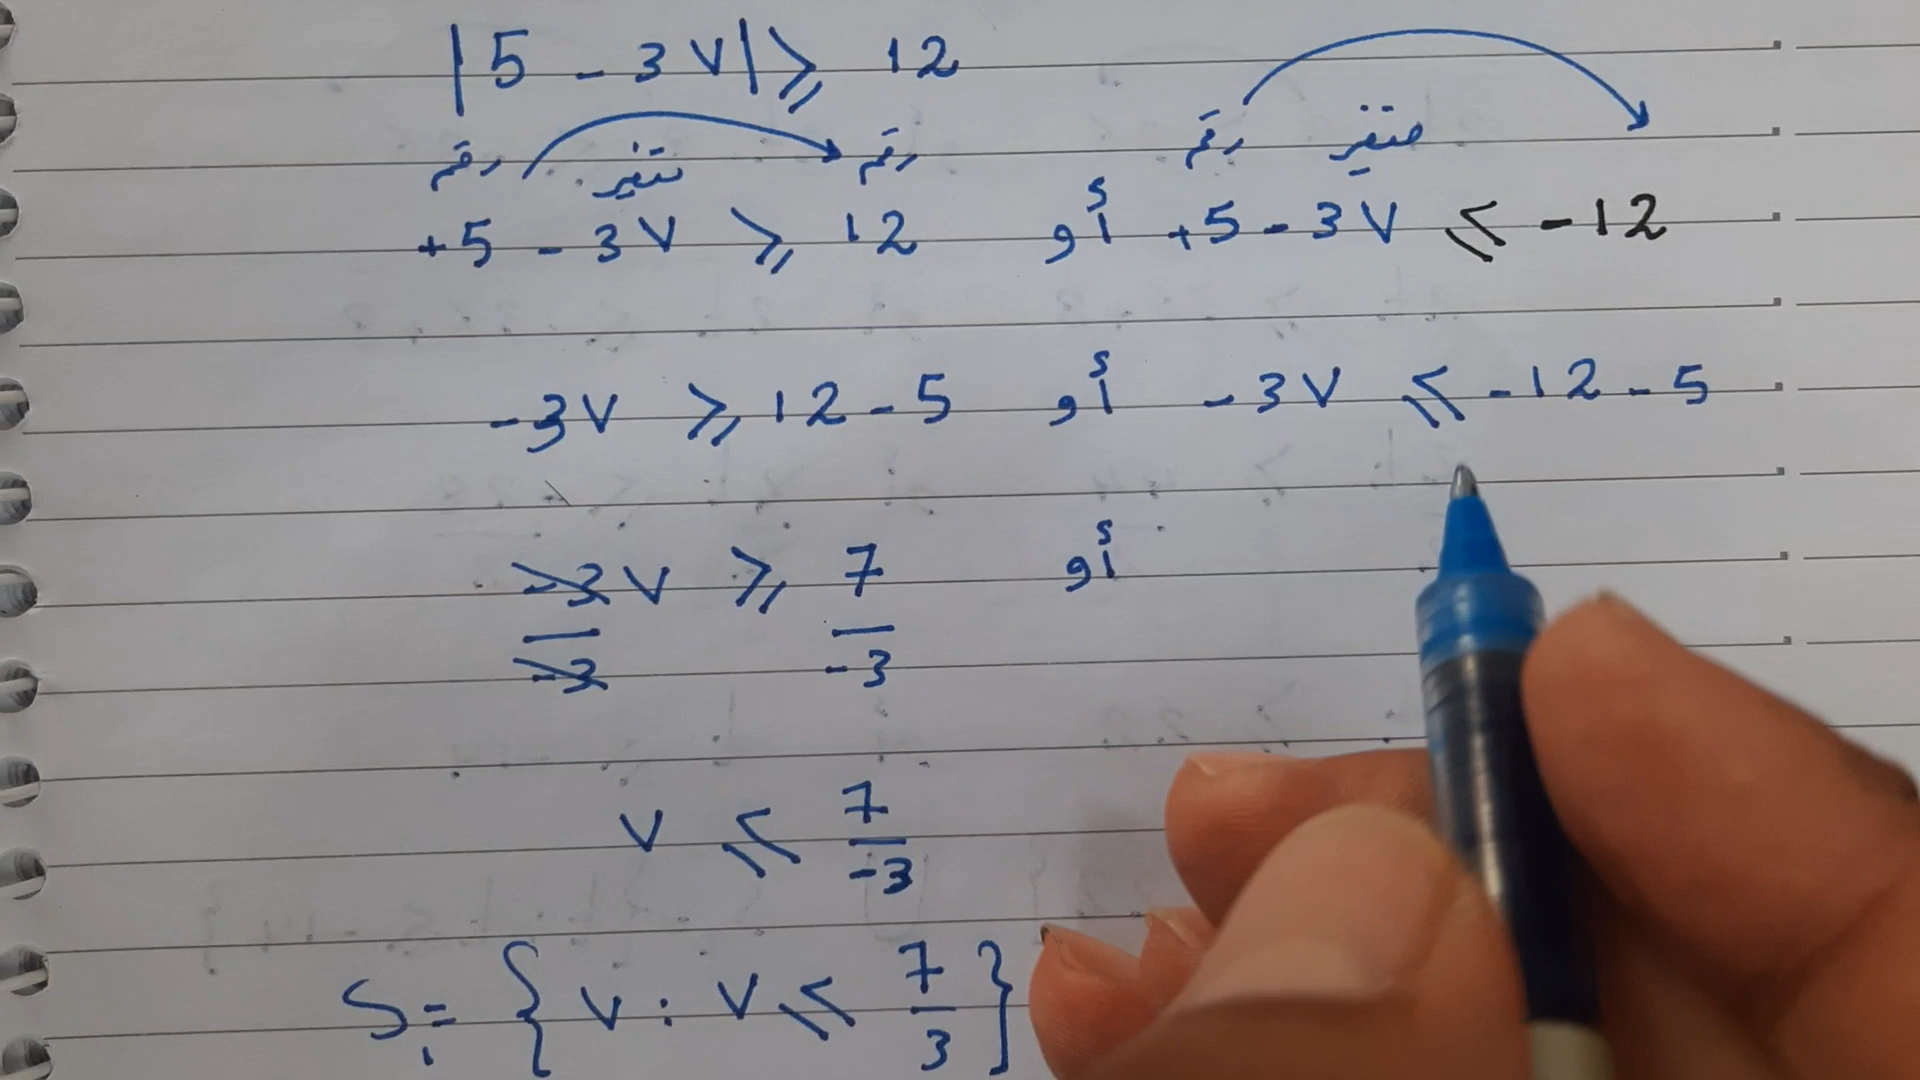 |5 - 3V| ≥ 12
رقم متغير رقم رقم متغير
+5 - 3V ≥ 12 أو +5 - 3V ≤ -12
-3V ≥ 12 - 5 أو -3V ≤ -12 - 5
-3V/-3 ≥ 7/-3 أو
V ≤ 7/-3
S₁ = {V : V ≤ 7/3}